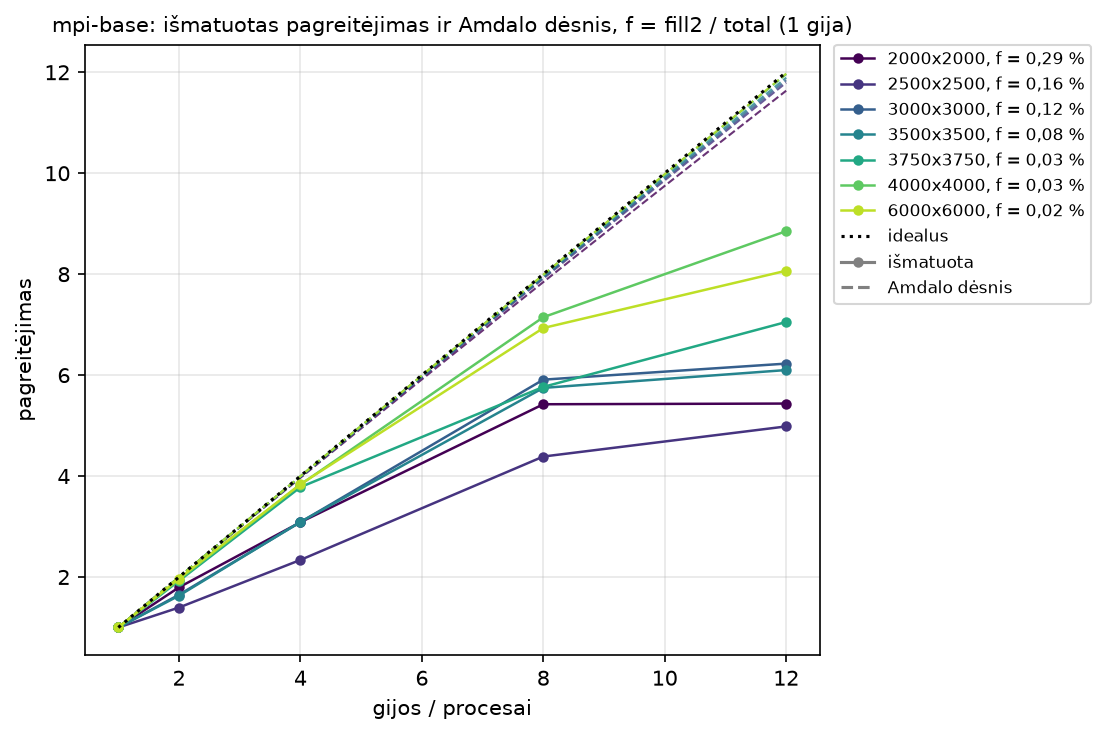 mpi-base: išmatuotas pagreitėjimas ir Amdalo dėsnis, f = fill2 / total (1 gija)
12
10
8
6
4
2
pagreitėjimas
2
4
6
8
10
12
gijos / procesai
2000x2000, f = 0,29 %
2500x2500, f = 0,16 %
3000x3000, f = 0,12 %
3500x3500, f = 0,08 %
3750x3750, f = 0,03 %
4000x4000, f = 0,03 %
6000x6000, f = 0,02 %
idealus
išmatuota
Amdalo dėsnis